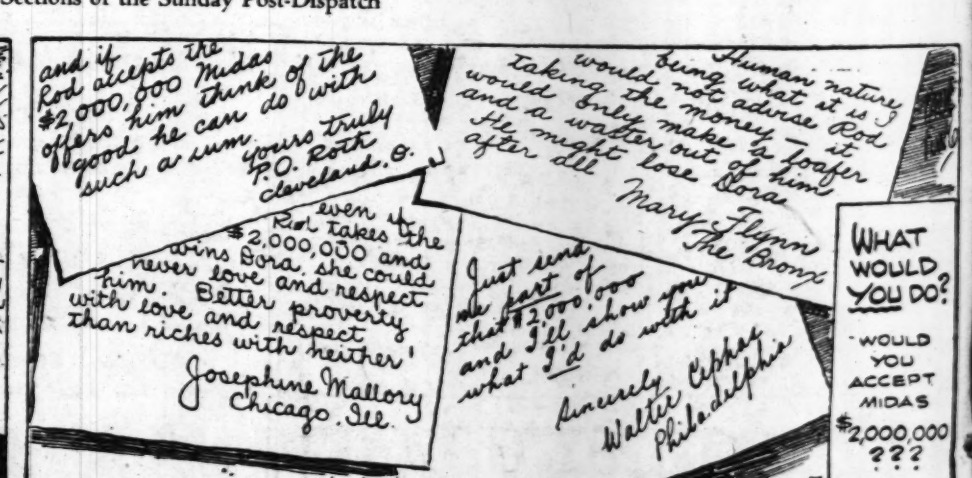 Sections of the Sunday Post-Dispatch
and if
Rod accepts the
$2,000,000 Midas
offers him think of the
good he can do with
such a sum.
yours truly
P.O. Roth
Cleveland, O.
Human nature
being what it is I
would not advise Rod
taking the money — it
would only make a loafer
and a waster out of him
He might lose Dora
after all
Mary Flynn
The Bronx
even if
Rod takes the
$2,000,000 and
wins Dora, she could
never love and respect
him. Better proverty
with love and respect
than riches with neither!
Josephine Mallory
Chicago. Ill.
Just send
me part of
that $2,000,000
and I'll show you
what I'd do with it
Sincerely
Walter Cephas
Philadelphia
WHAT
WOULD
YOU DO?
WOULD
YOU
ACCEPT
MIDAS
$2,000,000
???